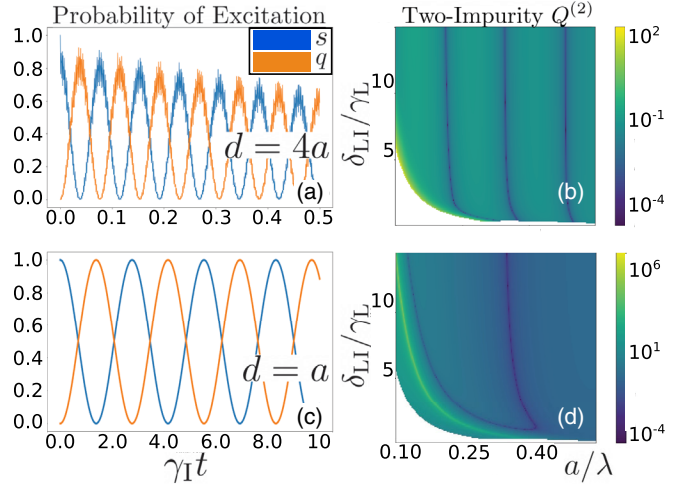 Probability of Excitation
Two-Impurity Q^{(2)}
s
q
1.0
0.8
0.6
0.4
0.2
0.0
d = 4a
(a)
0.0 0.1 0.2 0.3 0.4 0.5
δ_{LI}/γ_L
10
5
(b)
10^2
10^{-1}
10^{-4}
1.0
0.8
0.6
0.4
0.2
0.0
d = a
(c)
0.0 2.0 4.0 6.0 8.0 10
γ_I t
δ_{LI}/γ_L
10
5
(d)
0.10 0.25 0.40
a/λ
10^6
10^1
10^{-4}